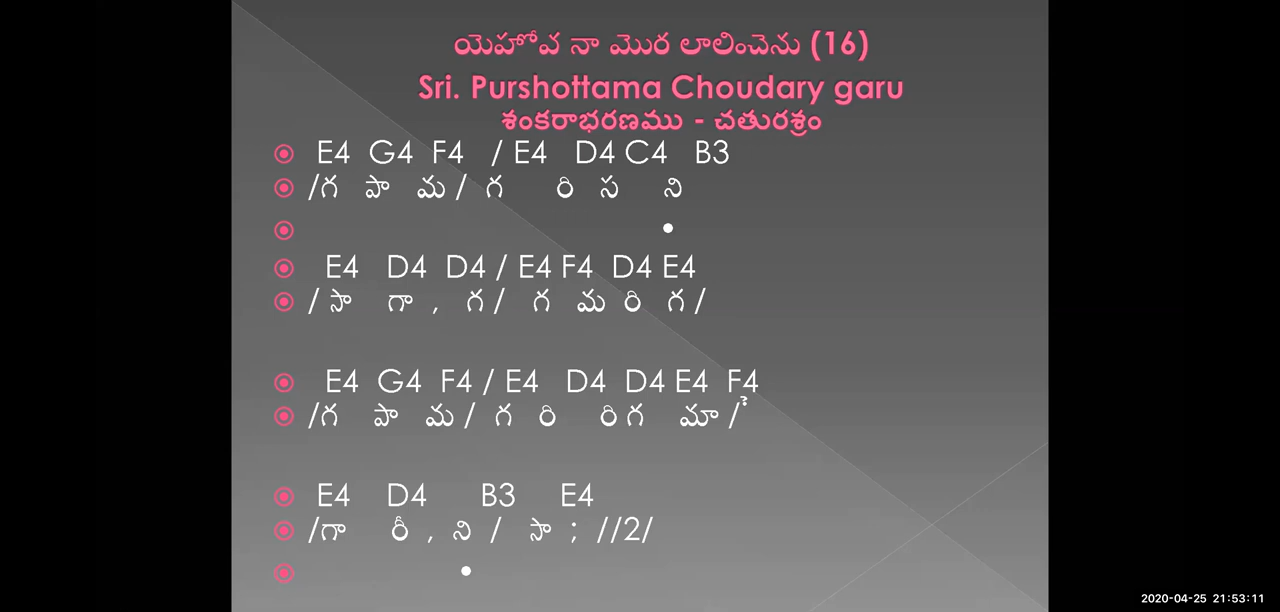 యెహోవ నా మొర లాలించెను (16)
Sri. Purshottama Choudary garu
శంకరాభరణము - చతురశ్రం
E4 G4 F4 / E4 D4 C4 B3
/గ పా మ / గ రి స ని
•
E4 D4 D4 / E4 F4 D4 E4
/ సా గా , గ / గ మ రి గ /
E4 G4 F4 / E4 D4 D4 E4 F4
/గ పా మ / గ రి రి గ మా /
E4 D4 B3 E4
/గా రీ , ని / సా ; //2/
•
2020-04-25 21:53:11